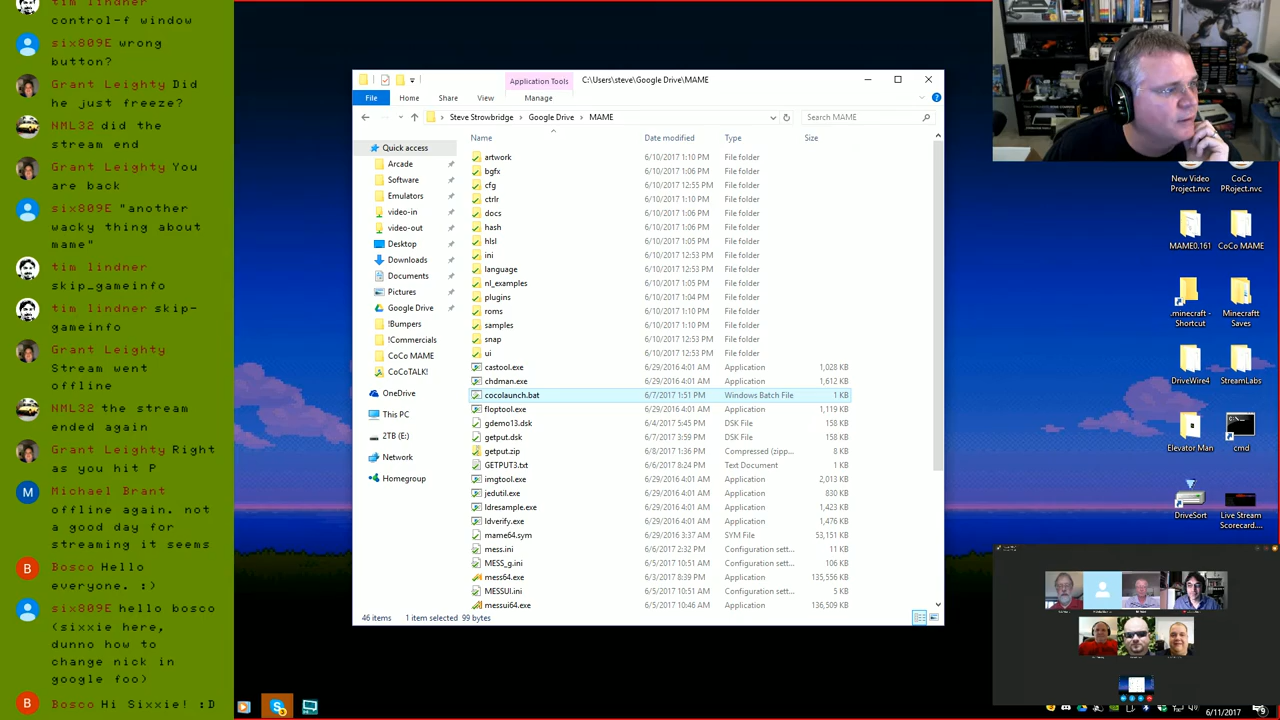 tim lindner
control-f window
six809E wrong
button?
Grant Leighty Did
he just freeze?
NML32 did the
stream end
Grant Leighty You
are back
six809E "another
wacky thing about
mame"
tim lindner
skip_gameinfo
tim lindner skip-
gameinfo
Grant Leighty
Stream went
offline
NML32 the stream
ended again
Grant Leighty Right
as you hit P
Michael Brant
offline again. not
a good day for
streaming it seems
Bosco Hello
everyone. :)
six809E hello bosco
(sixxie here,
dunno how to
change nick in
google foo)
Bosco Hi Sixxie! :D
Application Tools
C:\Users\steve\Google Drive\MAME
File Home Share View Manage
Steve Strowbridge > Google Drive > MAME
Search MAME
Name Date modified Type Size
Quick access
Arcade
Software
Emulators
video-in
video-out
Desktop
Downloads
Documents
Pictures
Google Drive
!Bumpers
!Commercials
CoCo MAME
CoCoTALK!
OneDrive
This PC
2TB (E:)
Network
Homegroup
artwork 6/10/2017 1:10 PM File folder
bgfx 6/10/2017 1:06 PM File folder
cfg 6/10/2017 12:55 PM File folder
ctrlr 6/10/2017 1:10 PM File folder
docs 6/10/2017 1:06 PM File folder
hash 6/10/2017 1:06 PM File folder
hlsl 6/10/2017 1:05 PM File folder
ini 6/10/2017 12:53 PM File folder
language 6/10/2017 12:53 PM File folder
nl_examples 6/10/2017 1:05 PM File folder
plugins 6/10/2017 1:04 PM File folder
roms 6/10/2017 1:10 PM File folder
samples 6/10/2017 12:53 PM File folder
snap 6/10/2017 12:53 PM File folder
ui 6/10/2017 12:53 PM File folder
castool.exe 6/29/2016 4:01 AM Application 1,028 KB
chdman.exe 6/29/2016 4:01 AM Application 1,612 KB
cocolaunch.bat 6/7/2017 1:51 PM Windows Batch File 1 KB
floptool.exe 6/29/2016 4:01 AM Application 1,119 KB
gdemo13.dsk 6/4/2017 5:45 PM DSK File 158 KB
getput.dsk 6/7/2017 3:59 PM DSK File 158 KB
getput.zip 6/8/2017 1:36 PM Compressed (zipp... 8 KB
GETPUT3.txt 6/6/2017 8:24 PM Text Document 1 KB
imgtool.exe 6/29/2016 4:01 AM Application 2,013 KB
jedutil.exe 6/29/2016 4:01 AM Application 830 KB
ldresample.exe 6/29/2016 4:01 AM Application 1,423 KB
ldverify.exe 6/29/2016 4:01 AM Application 1,476 KB
mame64.sym 6/29/2016 3:37 AM SYM File 53,151 KB
mess.ini 6/6/2017 2:32 PM Configuration sett... 11 KB
MESS_g.ini 6/5/2017 10:51 AM Configuration sett... 106 KB
mess64.exe 6/3/2017 8:39 PM Application 135,556 KB
MESSUI.ini 6/5/2017 10:51 AM Configuration sett... 5 KB
messui64.exe 6/5/2017 10:46 AM Application 136,509 KB
46 items 1 item selected 99 bytes
New Video
Project.nvc
CoCo
PRoject.nvc
MAME0.161
CoCo MAME
.minecraft -
Shortcut
Minecraftt
Saves
DriveWire4
StreamLabs
Elevator Man
cmd
DriveSort
Live Stream
Scorecard....
6/11/2017